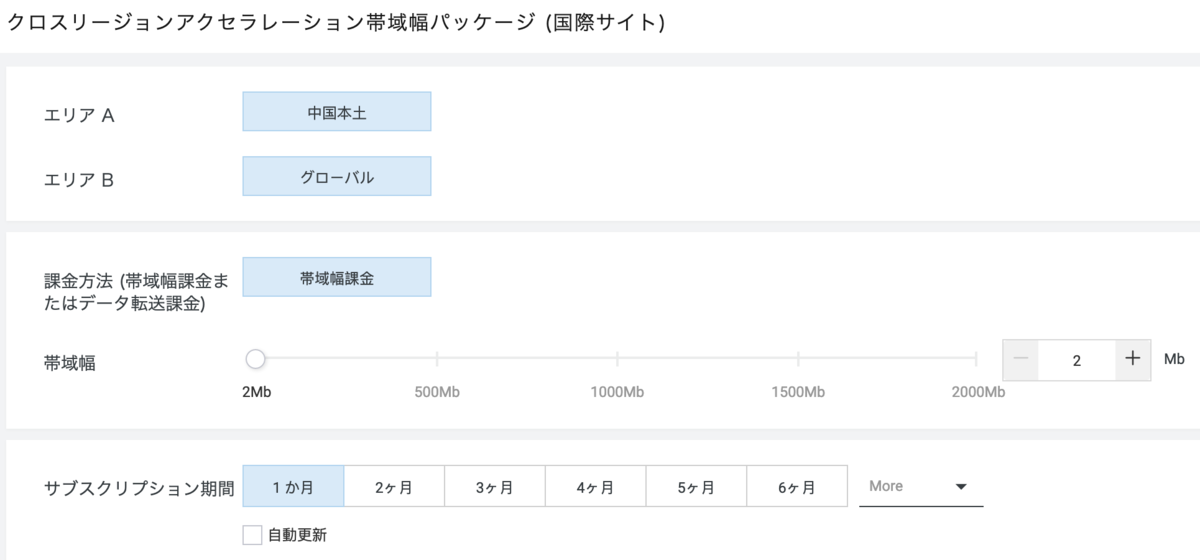 クロスリージョンアクセラレーション帯域幅パッケージ (国際サイト)
エリア A
中国本土
エリア B
グローバル
課金方法 (帯域幅課金ま
たはデータ転送課金)
帯域幅課金
帯域幅
2Mb
500Mb
1000Mb
1500Mb
2000Mb
2
Mb
サブスクリプション期間
1 か月
2ヶ月
3ヶ月
4ヶ月
5ヶ月
6ヶ月
More
自動更新